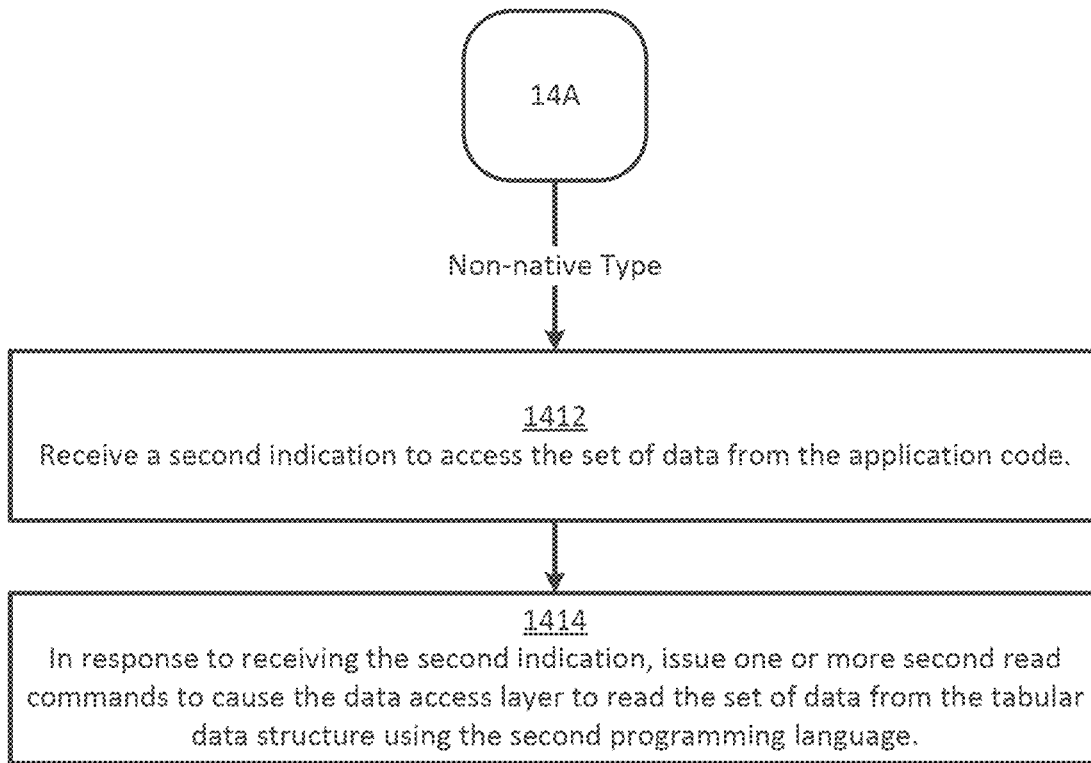 14A
Non-native Type
1412
Receive a second indication to access the set of data from the application code.
1414
In response to receiving the second indication, issue one or more second read
commands to cause the data access layer to read the set of data from the tabular
data structure using the second programming language.